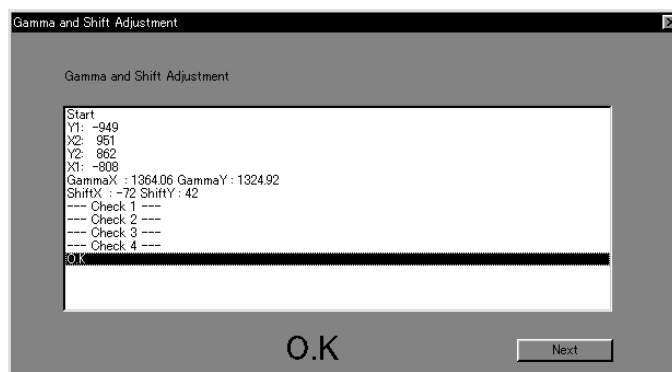 Gamma and Shift Adjustment
Gamma and Shift Adjustment
Start
Y1: -949
X2: 951
Y2: 862
X1: -808
GammaX : 1364.06 GammaY : 1324.92
ShiftX : -72 ShiftY : 42
--- Check 1 ---
--- Check 2 ---
--- Check 3 ---
--- Check 4 ---
O.K
O.K
Next